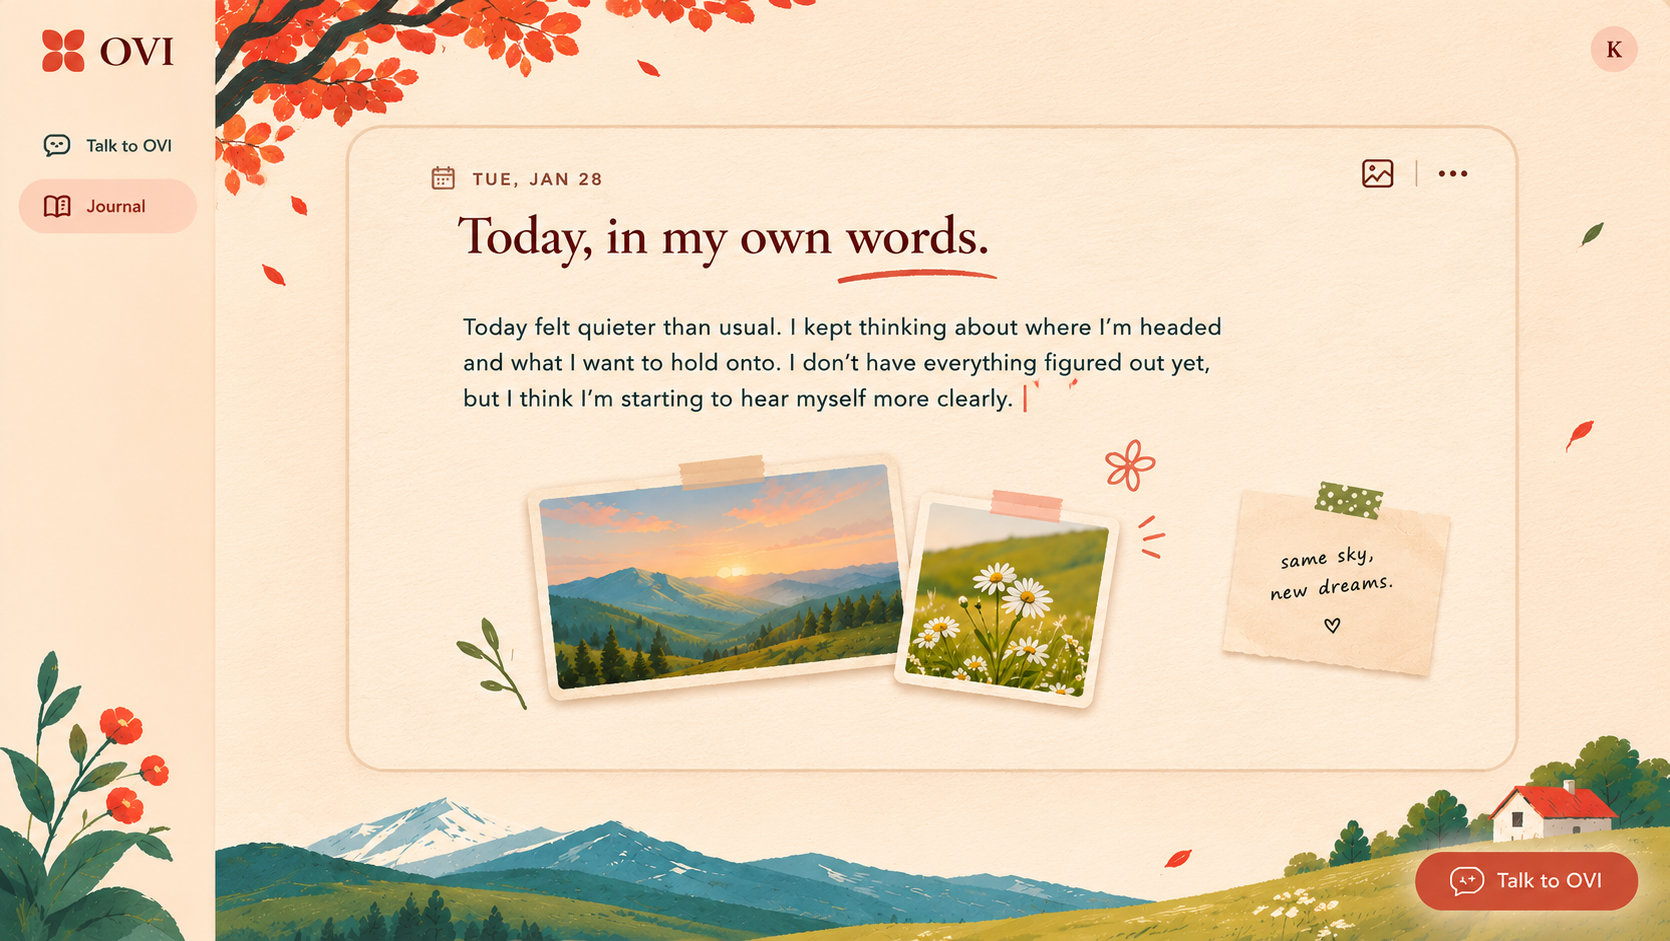 OVI
Talk to OVI
Journal
K
TUE, JAN 28
Today, in my own words.
Today felt quieter than usual. I kept thinking about where I’m headed
and what I want to hold onto. I don’t have everything figured out yet,
but I think I’m starting to hear myself more clearly.
same sky,
new dreams.
Talk to OVI